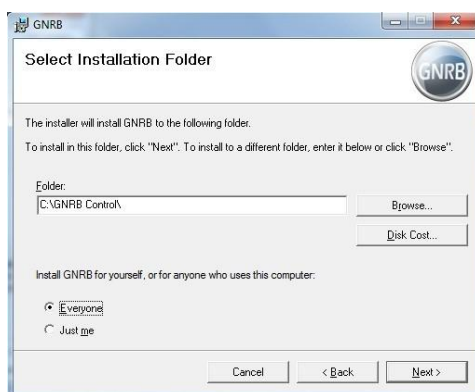 GNRB
Select Installation Folder
GNRB
The installer will install GNRB to the following folder.
To install in this folder, click "Next". To install to a different folder, enter it below or click "Browse".
Folder:
C:\GNRB Control\
Browse...
Disk Cost...
Install GNRB for yourself, or for anyone who uses this computer:
Everyone
Just me
Cancel
< Back
Next >